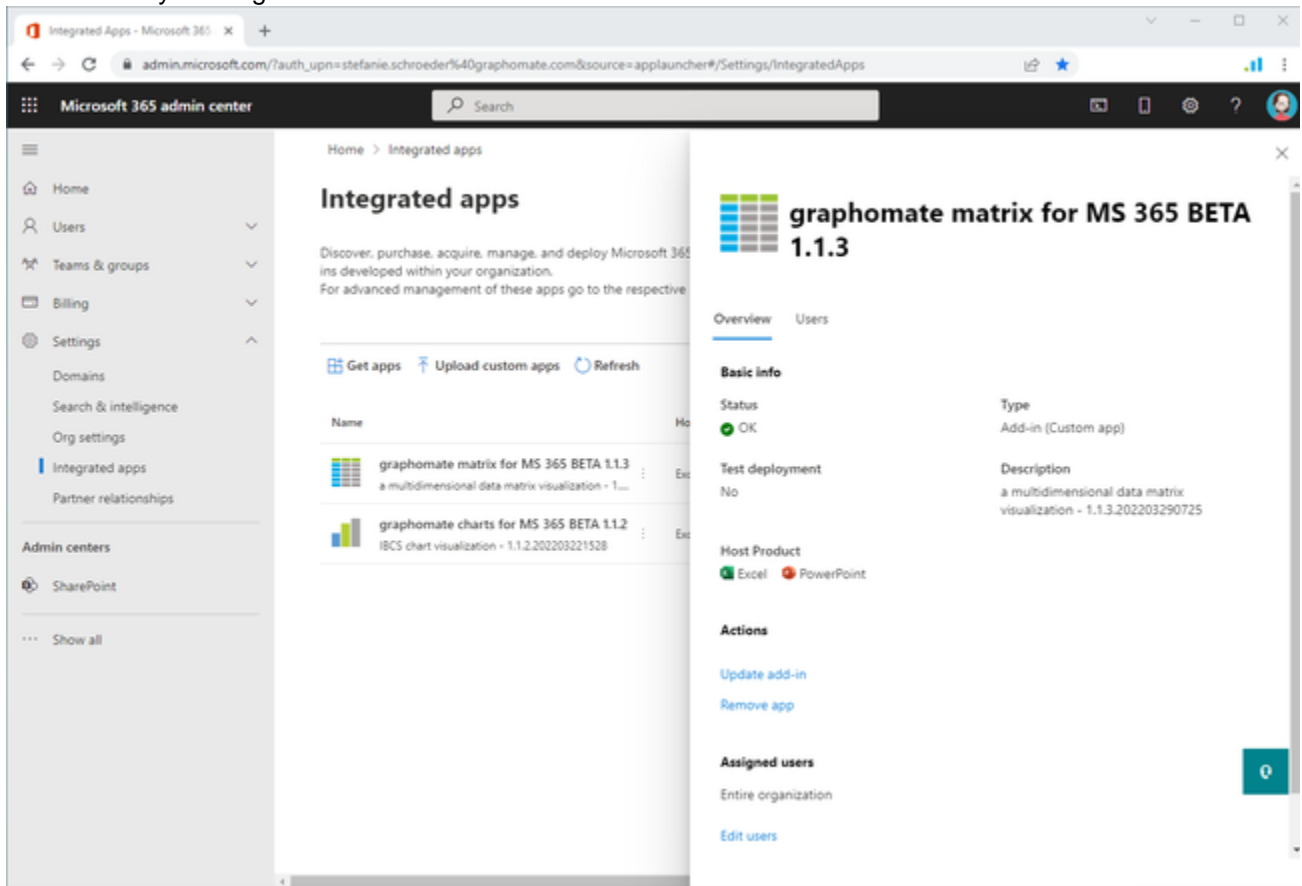 Integrated Apps - Microsoft 365
admin.microsoft.com/?auth_upn=stefanie.schroeder%40graphomate.com&source=applauncher#/Settings/IntegratedApps
Microsoft 365 admin center
Search
Home
Users
Teams & groups
Billing
Settings
Domains
Search & intelligence
Org settings
Integrated apps
Partner relationships
Admin centers
SharePoint
Show all
Home > Integrated apps
Integrated apps
Discover, purchase, acquire, manage, and deploy Microsoft 365
ins developed within your organization.
For advanced management of these apps go to the respective
Get apps Upload custom apps Refresh
Name
graphomate matrix for MS 365 BETA 1.1.3
a multidimensional data matrix visualization - 1....
graphomate charts for MS 365 BETA 1.1.2
IBCS chart visualization - 1.1.2.202203221528
graphomate matrix for MS 365 BETA
1.1.3
Overview Users
Basic info
Status
OK
Type
Add-in (Custom app)
Test deployment
No
Description
a multidimensional data matrix
visualization - 1.1.3.202203290725
Host Product
Excel PowerPoint
Actions
Update add-in
Remove app
Assigned users
Entire organization
Edit users